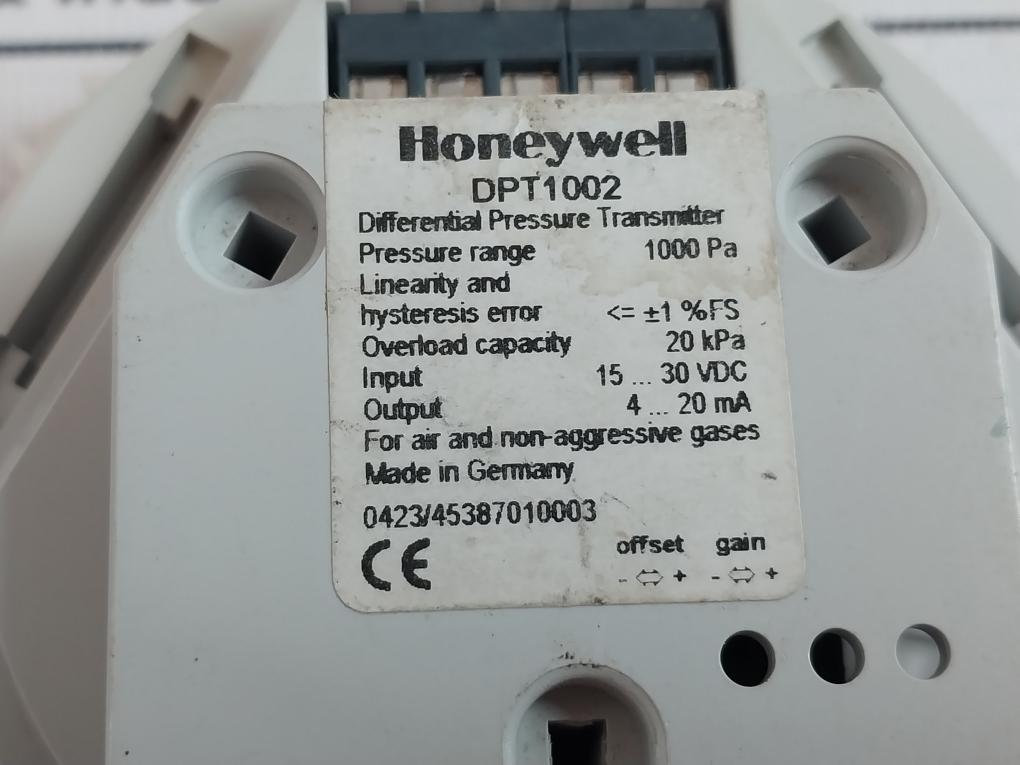 Honeywell
DPT1002
Differential Pressure Transmitter
Pressure range 1000 Pa
Linearity and
hysteresis error <= ±1 %FS
Overload capacity 20 kPa
Input 15 ... 30 VDC
Output 4 ... 20 mA
For air and non-aggressive gases
Made in Germany
0423/45387010003
CE offset gain
- ⇔ + - ⇔ +